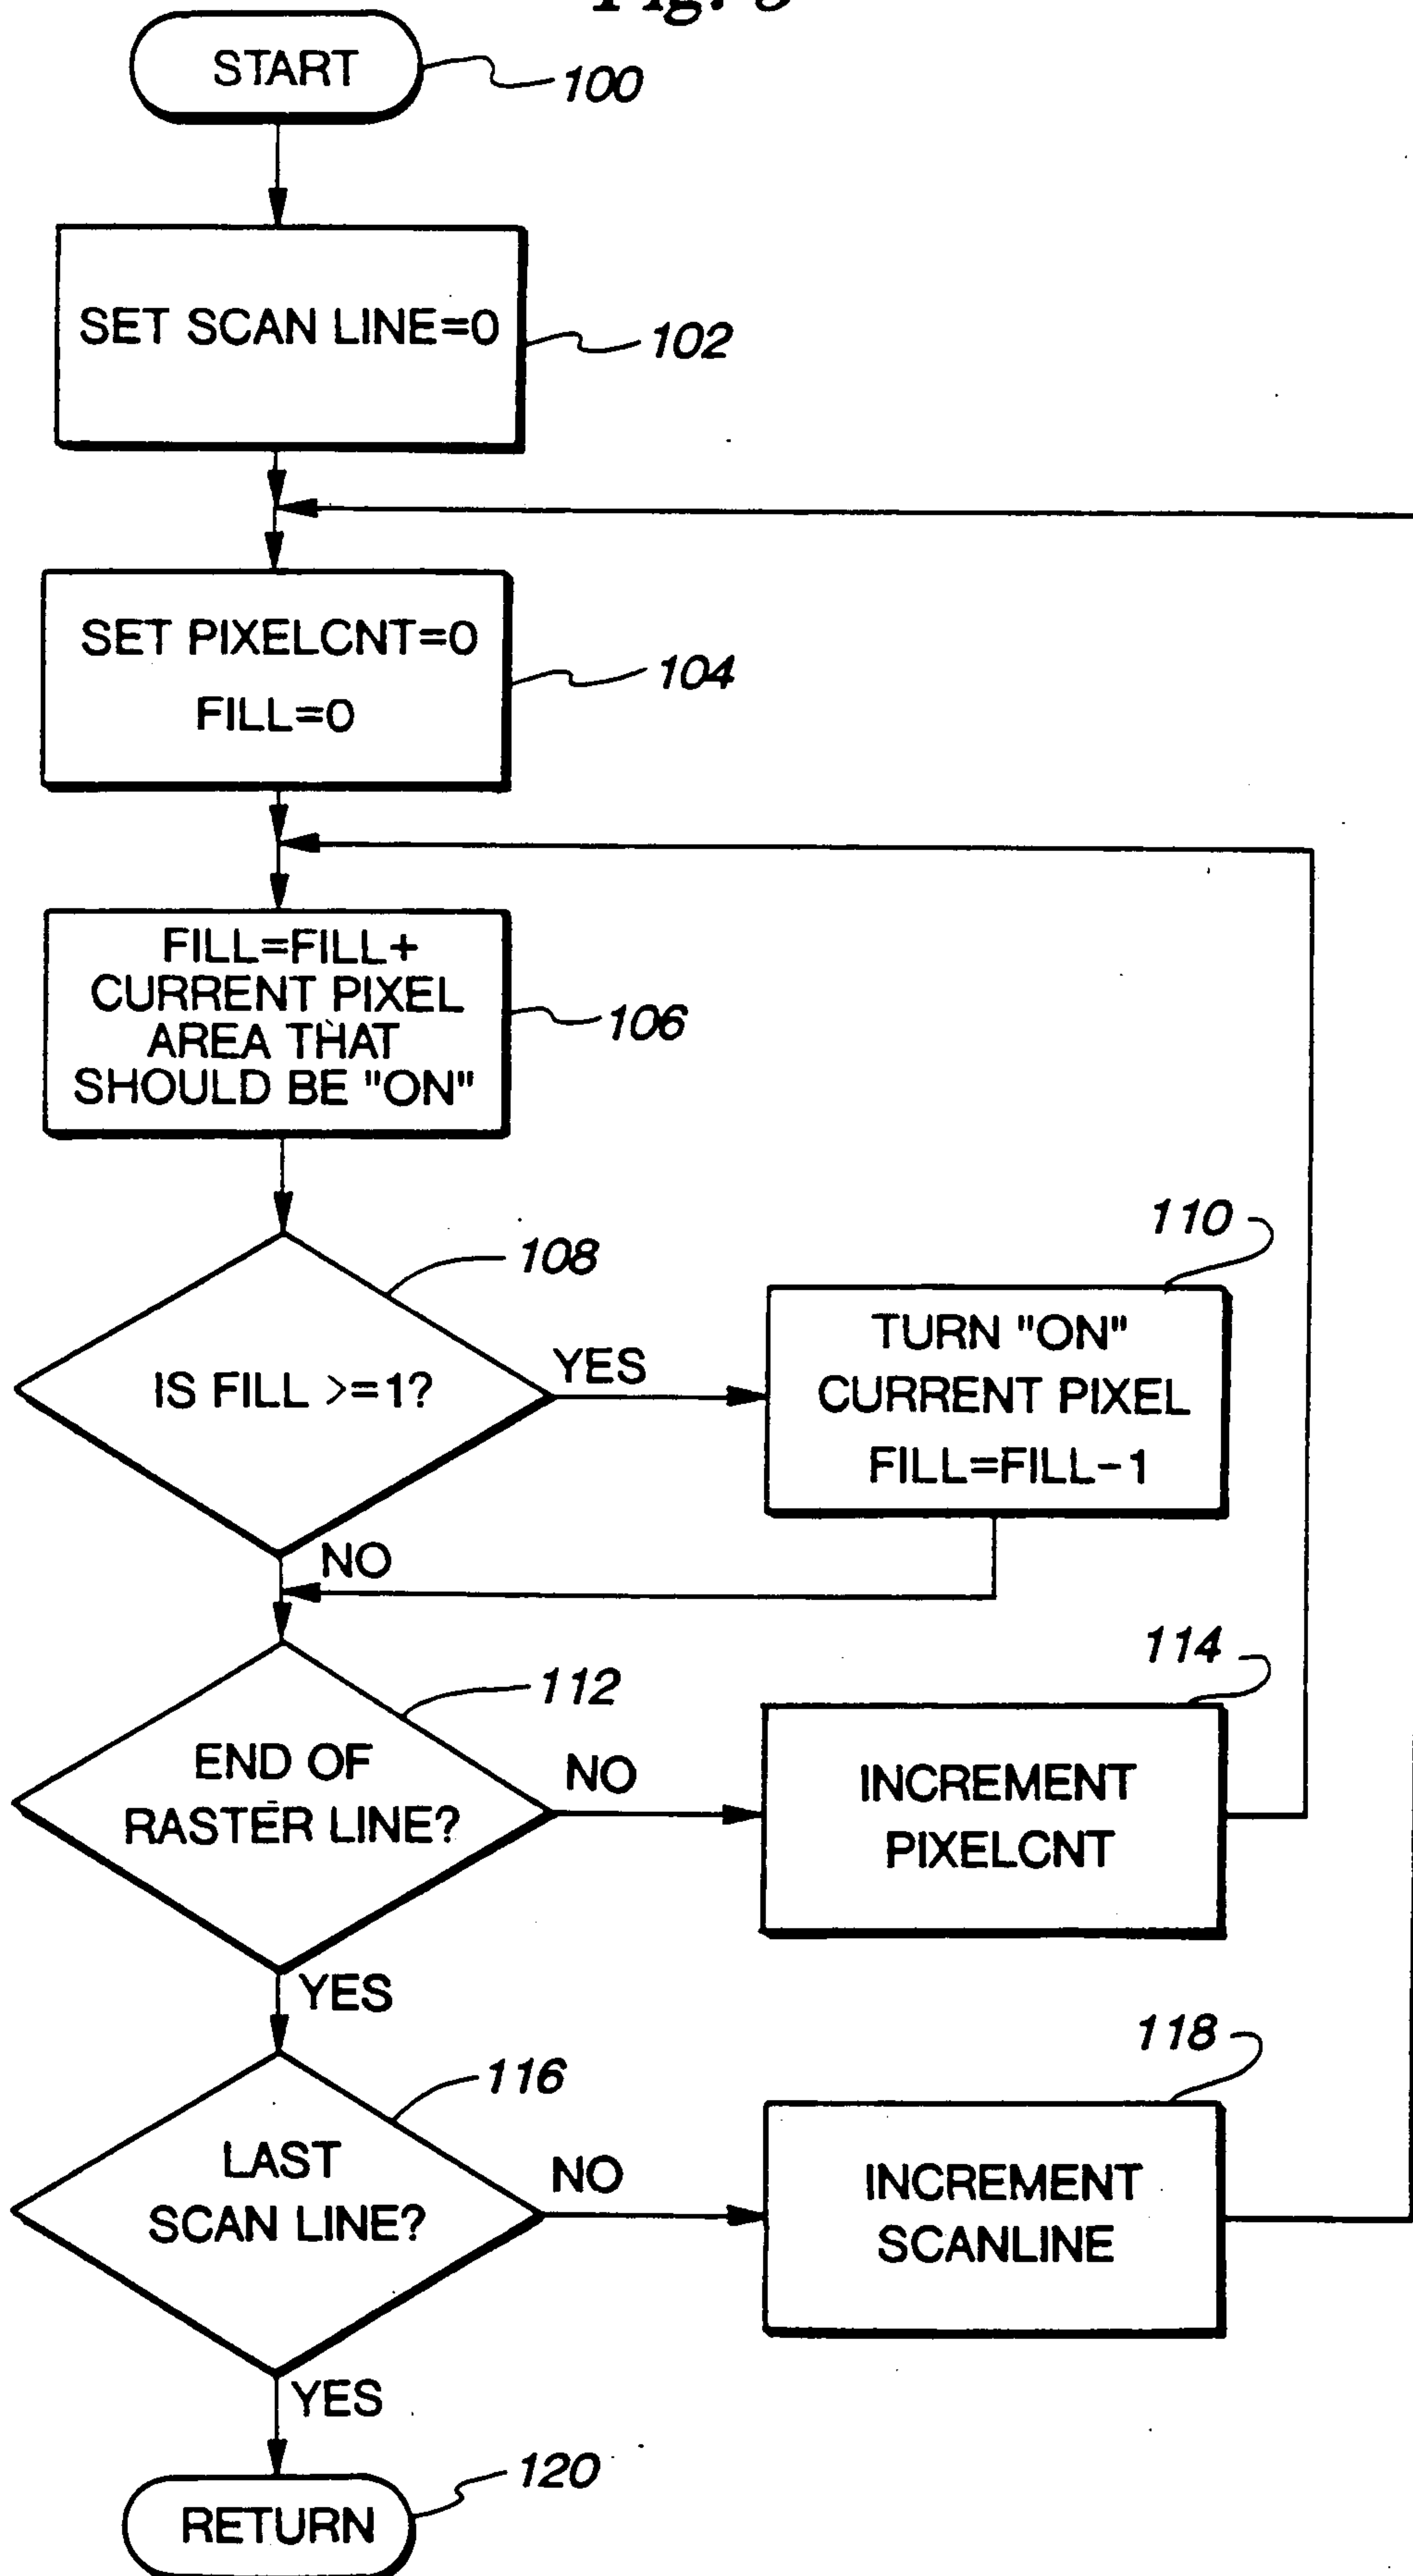 START
100
SET SCAN LINE=0
102
SET PIXELCNT=0
FILL=0
104
FILL=FILL+
CURRENT PIXEL
AREA THAT
SHOULD BE "ON"
106
108
IS FILL >=1?
YES
110
TURN "ON"
CURRENT PIXEL
FILL=FILL-1
NO
112
END OF
RASTER LINE?
NO
114
INCREMENT
PIXELCNT
YES
116
LAST
SCAN LINE?
NO
118
INCREMENT
SCANLINE
YES
RETURN
120